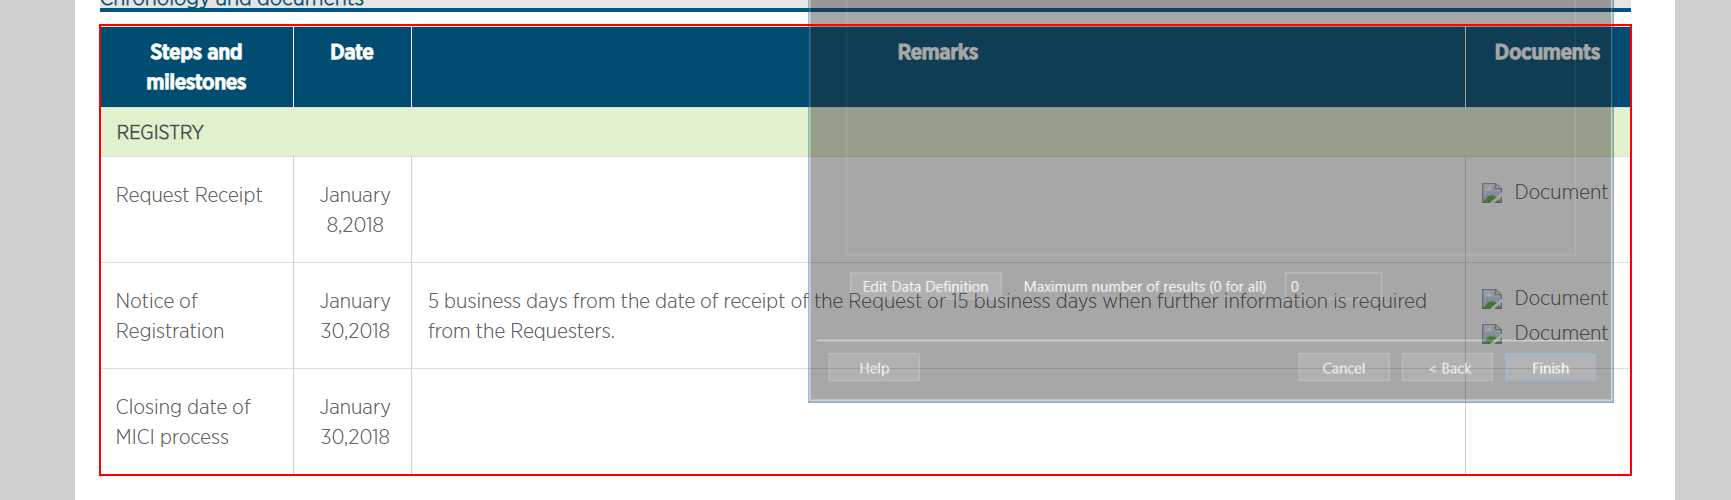 Chronology and documents
Steps and
milestones
Date
Remarks
Documents
REGISTRY
Request Receipt
January
8,2018
Document
Notice of
Registration
January
30,2018
5 business days from the date of receipt of the Request or 15 business days when further information is required
from the Requesters.
Document
Document
Edit Data Definition
Maximum number of results (0 for all)
0
Help
Cancel
< Back
Finish
Closing date of
MICI process
January
30,2018